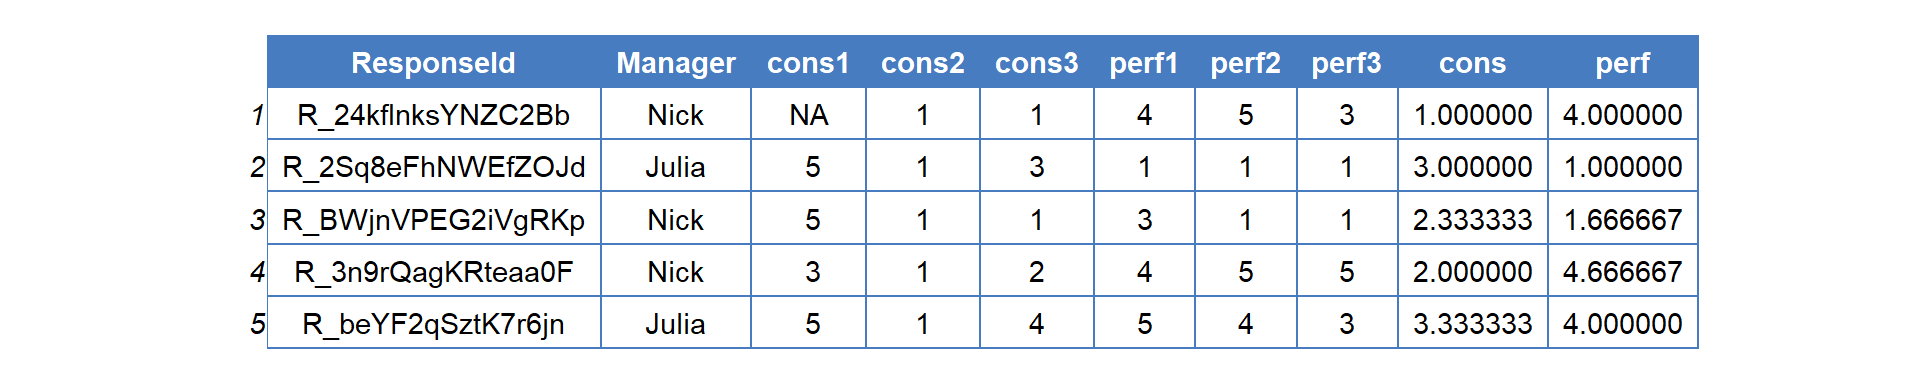 ResponseId Manager cons1 cons2 cons3 perf1 perf2 perf3 cons perf
1 R_24kflnksYNZC2Bb Nick NA 1 1 4 5 3 1.000000 4.000000
2 R_2Sq8eFhNWEfZOJd Julia 5 1 3 1 1 1 3.000000 1.000000
3 R_BWjnVPEG2iVgRKp Nick 5 1 1 3 1 1 2.333333 1.666667
4 R_3n9rQagKRteaa0F Nick 3 1 2 4 5 5 2.000000 4.666667
5 R_beYF2qSztK7r6jn Julia 5 1 4 5 4 3 3.333333 4.000000